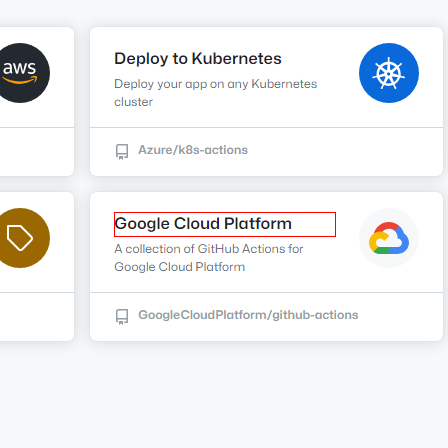 aws
Deploy to Kubernetes
Deploy your app on any Kubernetes
cluster
Azure/k8s-actions
Google Cloud Platform
A collection of GitHub Actions for
Google Cloud Platform
GoogleCloudPlatform/github-actions